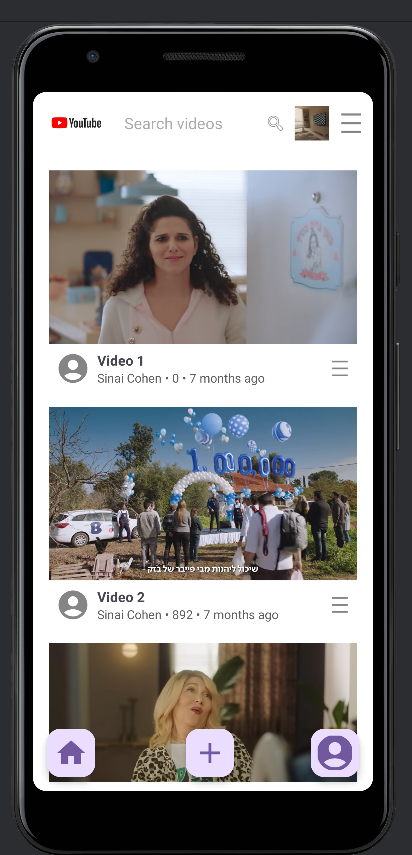 YouTube
Search videos
Video 1
Sinai Cohen • 0 • 7 months ago
1,000,000
B
שיכול ליהנות מבי פייבר של בזק -
Video 2
Sinai Cohen • 892 • 7 months ago